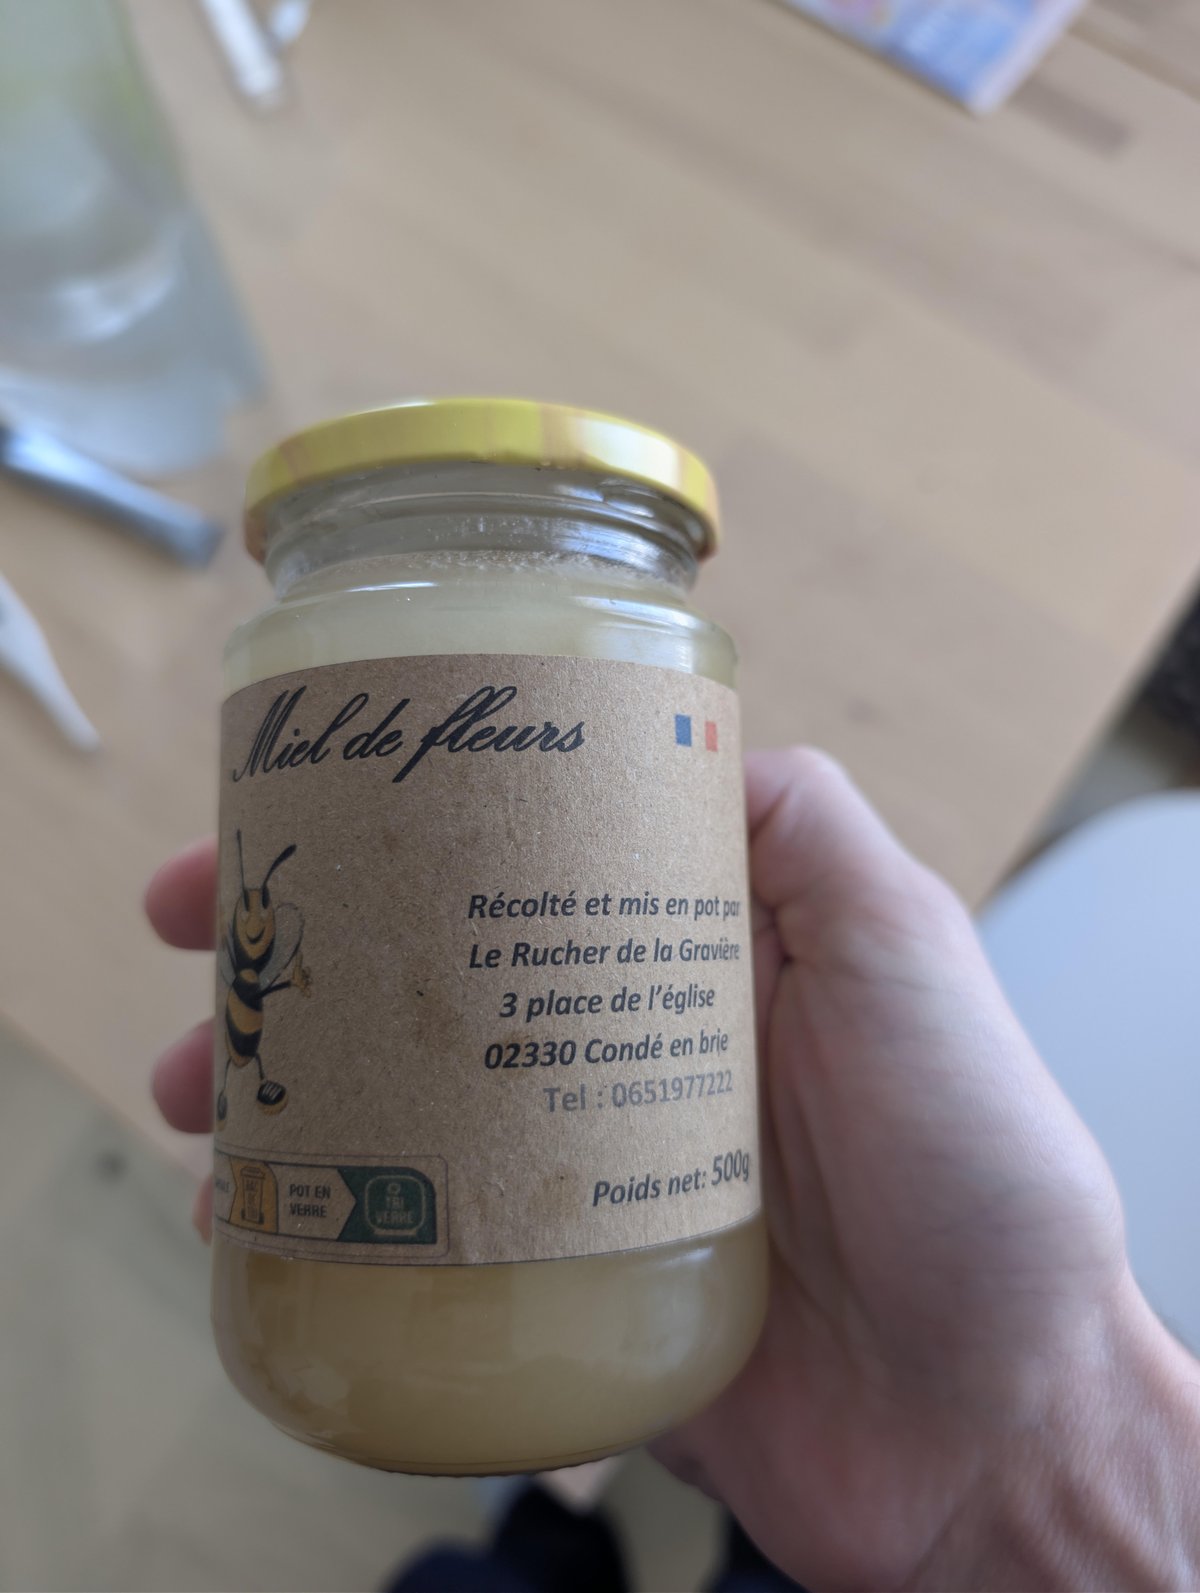 Miel de fleurs
Récolté et mis en pot par
Le Rucher de la Gravière
3 place de l'église
02330 Condé en brie
Tel : 0651977222
Poids net: 500g
POT EN
VERRE
TRI
VERRE